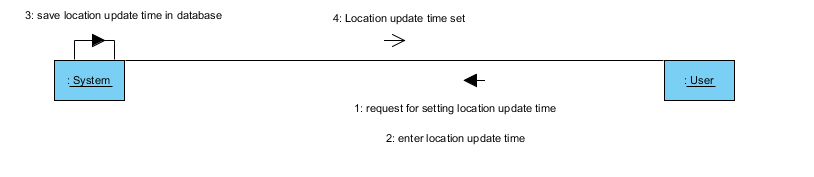 3: save location update time in database
4: Location update time set
: System
: User
1: request for setting location update time
2: enter location update time